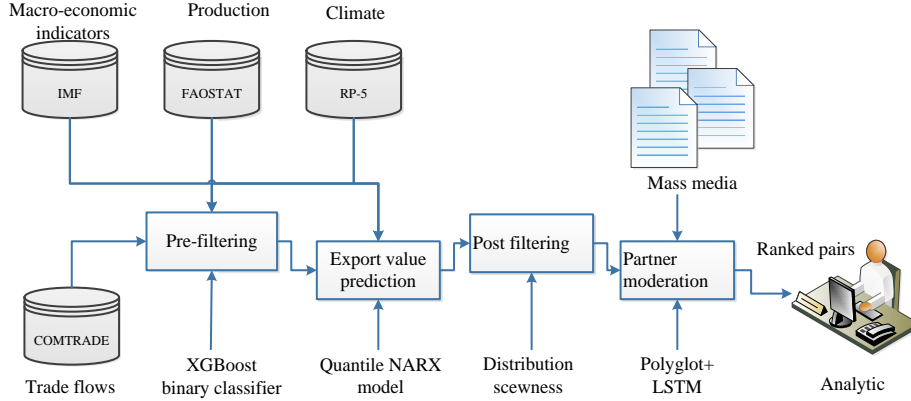 Macro-economic
indicators
Production
Climate
IMF
FAOSTAT
RP-5
Mass media
Pre-filtering
Export value
prediction
Post filtering
Partner
moderation
Ranked pairs
COMTRADE
Trade flows
XGBoost
binary classifier
Quantile NARX
model
Distribution
scewness
Polyglot+
LSTM
Analytic